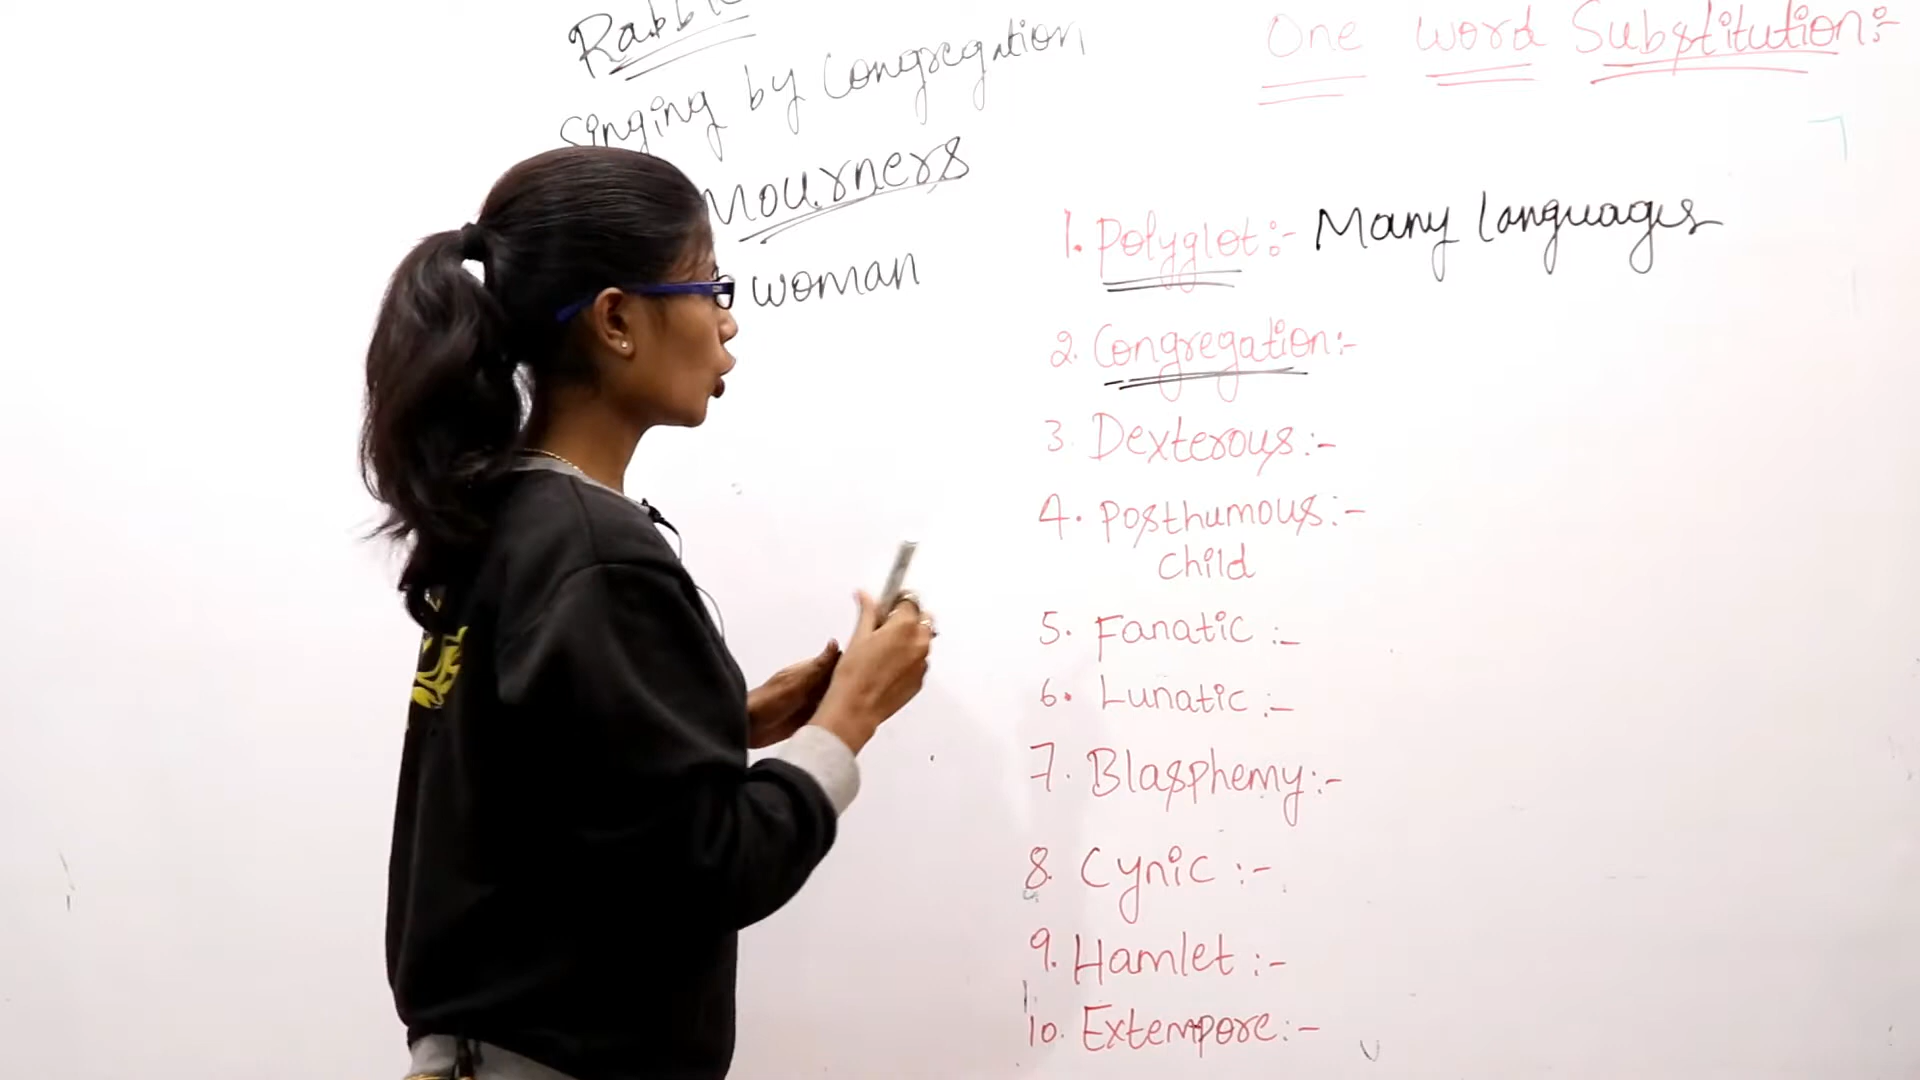 Singing by Congregation
Mourners
woman
One word Substitution:-
1. Polyglot:- Many languages
2. Congregation:-
3. Dexterous:-
4. Posthumous:-
Child
5. Fanatic :-
6. Lunatic :-
7. Blasphemy:-
8. Cynic :-
9. Hamlet :-
10. Extempore:-